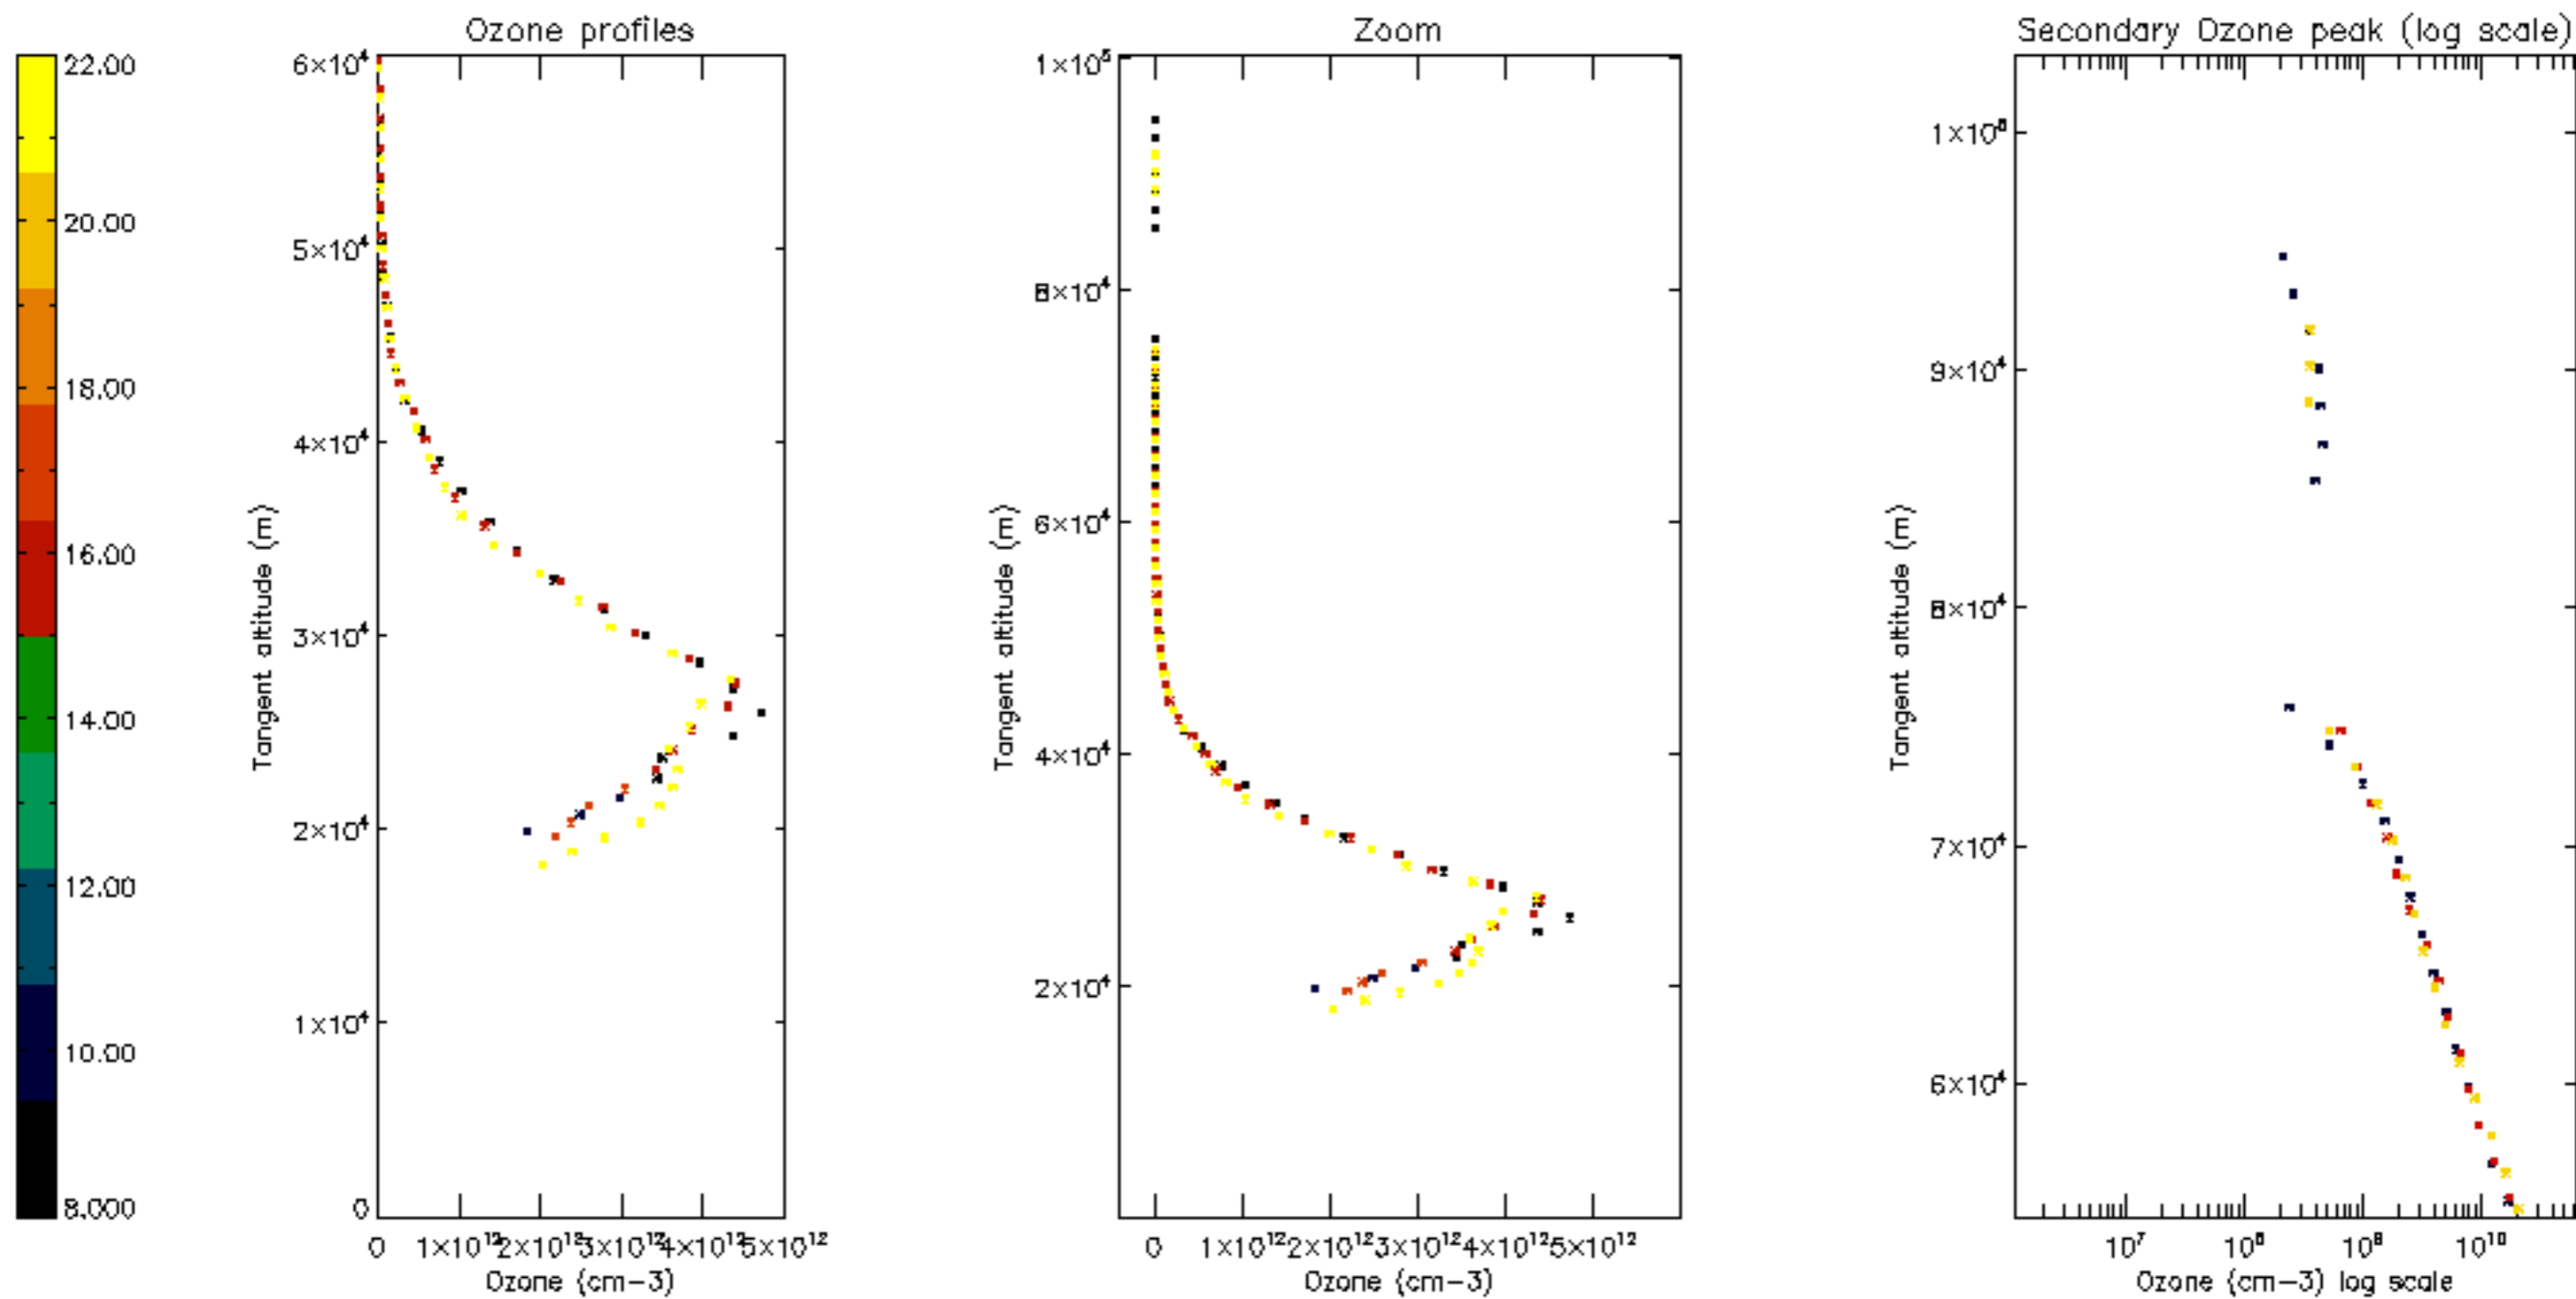 Ozone profiles
Zoom
Secondary Ozone peak (log scale)
22.00
20.00
18.00
16.00
14.00
12.00
10.00
8.000
6×10⁴
5×10⁴
4×10⁴
3×10⁴
2×10⁴
1×10⁴
0
Tangent altitude (m)
0 1×10¹² 2×10¹² 3×10¹² 4×10¹² 5×10¹²
Ozone (cm-3)
1×10⁵
8×10⁴
6×10⁴
4×10⁴
2×10⁴
Tangent altitude (m)
0 1×10¹² 2×10¹² 3×10¹² 4×10¹² 5×10¹²
Ozone (cm-3)
9×10⁴
8×10⁴
7×10⁴
6×10⁴
Tangent altitude (m)
10⁷ 10⁸ 10⁹ 10¹⁰
Ozone (cm-3) log scale